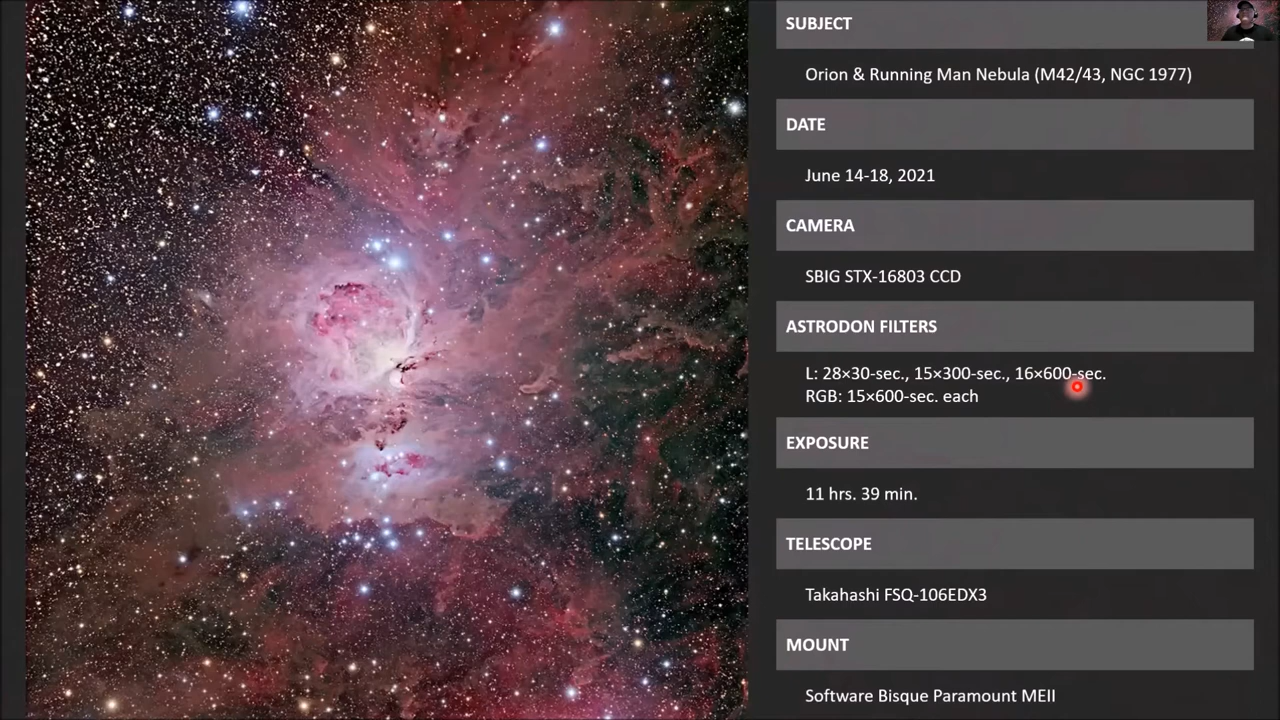 SUBJECT
Orion & Running Man Nebula (M42/43, NGC 1977)
DATE
June 14-18, 2021
CAMERA
SBIG STX-16803 CCD
ASTRODON FILTERS
L: 28×30-sec., 15×300-sec., 16×600-sec.
RGB: 15×600-sec. each
EXPOSURE
11 hrs. 39 min.
TELESCOPE
Takahashi FSQ-106EDX3
MOUNT
Software Bisque Paramount MEII